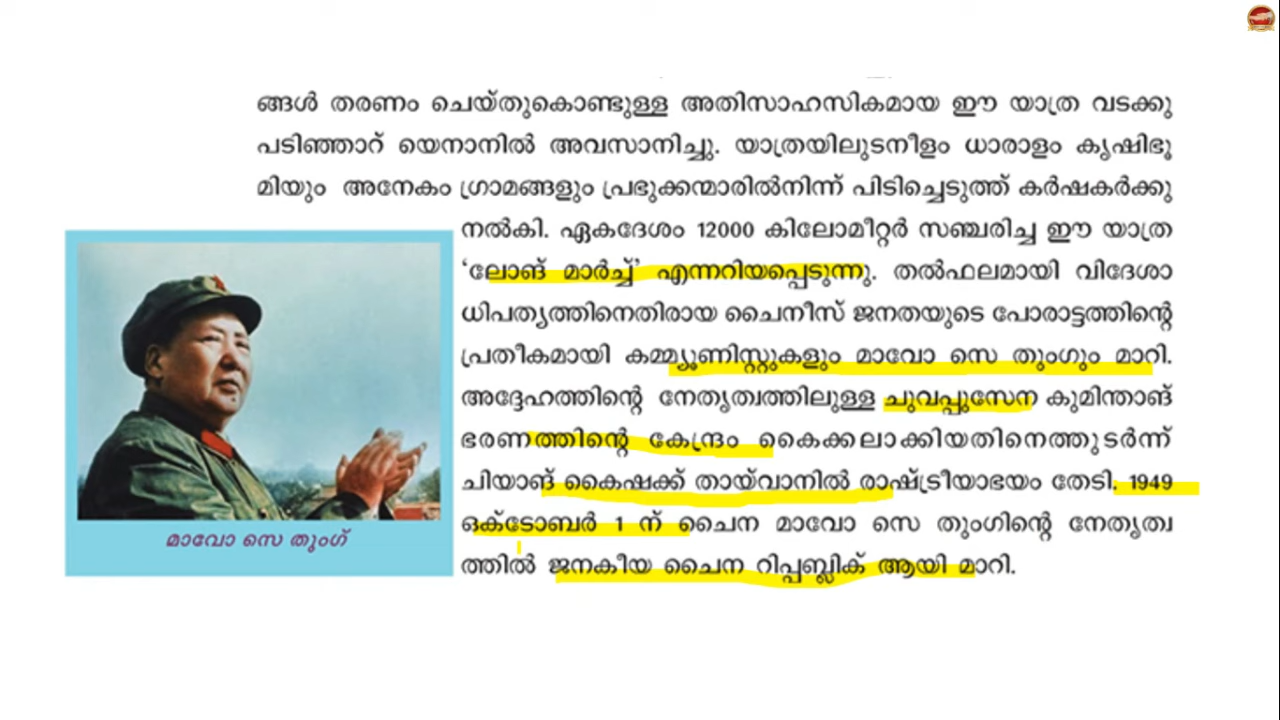 ങ്ങൾ തരണം ചെയ്തുകൊണ്ടുള്ള അതിസാഹസികമായ ഈ യാത്ര വടക്കു
പടിഞ്ഞാറ് യെനാനിൽ അവസാനിച്ചു. യാത്രയിലുടനീളം ധാരാളം കൃഷിഭൂ
മിയും അനേകം ഗ്രാമങ്ങളും പ്രഭുക്കന്മാരിൽനിന്ന് പിടിച്ചെടുത്ത് കർഷകർക്കു
നൽകി. ഏകദേശം 12000 കിലോമീറ്റർ സഞ്ചരിച്ച ഈ യാത്ര
‘ലോങ് മാർച്ച്’ എന്നറിയപ്പെടുന്നു. തൽഫലമായി വിദേശാ
ധിപത്യത്തിനെതിരായ ചൈനീസ് ജനതയുടെ പോരാട്ടത്തിന്റെ
പ്രതീകമായി കമ്മ്യൂണിസ്റ്റുകളും മാവോ സെ തുംഗും മാറി.
അദ്ദേഹത്തിന്റെ നേതൃത്വത്തിലുള്ള ചുവപ്പുസേന കുമിന്താങ്
ഭരണത്തിന്റെ കേന്ദ്രം കൈക്കലാക്കിയതിനെത്തുടർന്ന്
ചിയാങ് കൈഷക്ക് തായ്‌വാനിൽ രാഷ്ട്രീയാഭയം തേടി. 1949
ഒക്ടോബർ 1 ന് ചൈന മാവോ സെ തുംഗിന്റെ നേതൃത്വ
ത്തിൽ ജനകീയ ചൈന റിപ്പബ്ലിക് ആയി മാറി.
മാവോ സെ തൂംഗ്